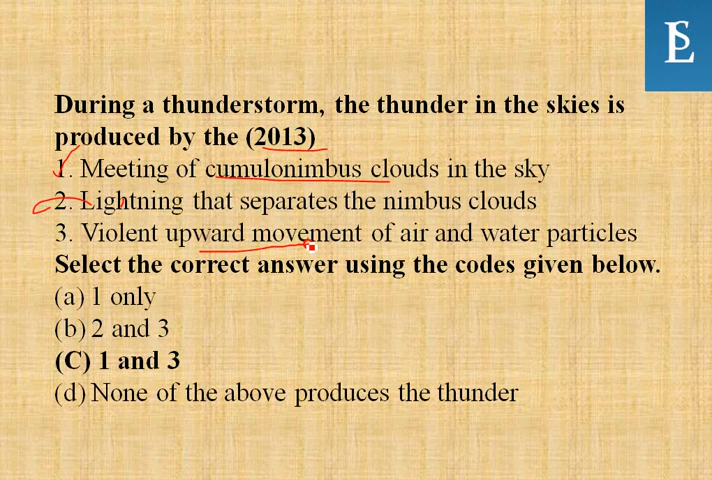 LS
During a thunderstorm, the thunder in the skies is
produced by the (2013)
1. Meeting of cumulonimbus clouds in the sky
2. Lightning that separates the nimbus clouds
3. Violent upward movement of air and water particles
Select the correct answer using the codes given below.
(a) 1 only
(b) 2 and 3
(C) 1 and 3
(d) None of the above produces the thunder